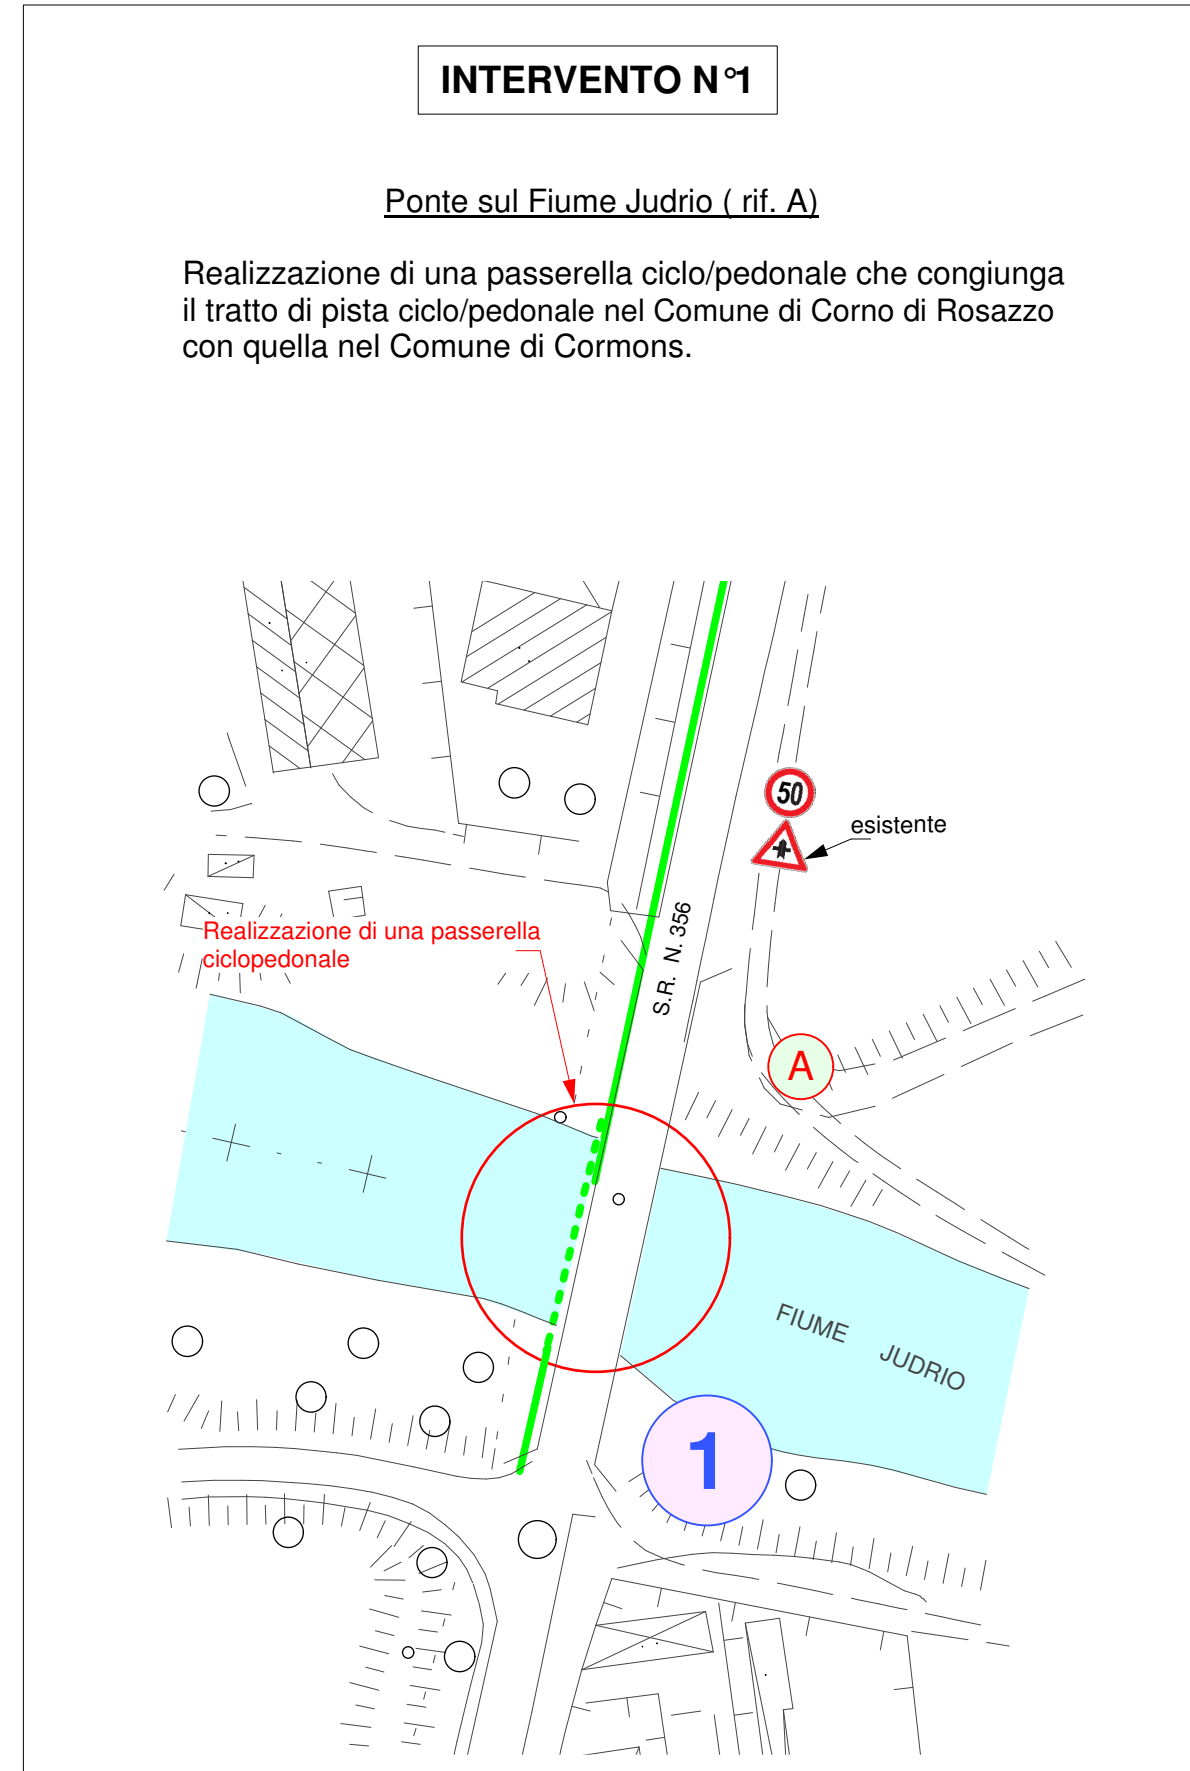 INTERVENTO N°1
Ponte sul Fiume Judrio ( rif. A)
Realizzazione di una passerella ciclo/pedonale che congiunga
il tratto di pista ciclo/pedonale nel Comune di Corno di Rosazzo
con quella nel Comune di Cormons.
50
esistente
S.R. N. 356
Realizzazione di una passerella
ciclopedonale
A
FIUME JUDRIO
1